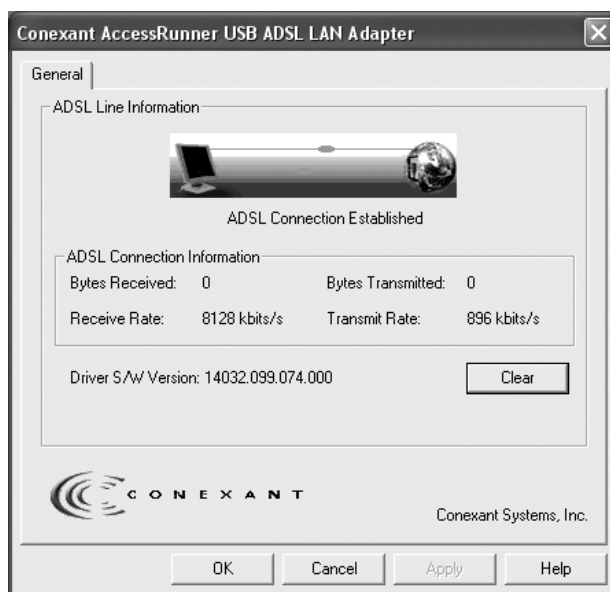 Conexant AccessRunner USB ADSL LAN Adapter
General
ADSL Line Information
ADSL Connection Established
ADSL Connection Information
Bytes Received: 0 Bytes Transmitted: 0
Receive Rate: 8128 kbits/s Transmit Rate: 896 kbits/s
Driver S/W Version: 14032.099.074.000 Clear
CONEXANT
Conexant Systems, Inc.
OK Cancel Apply Help